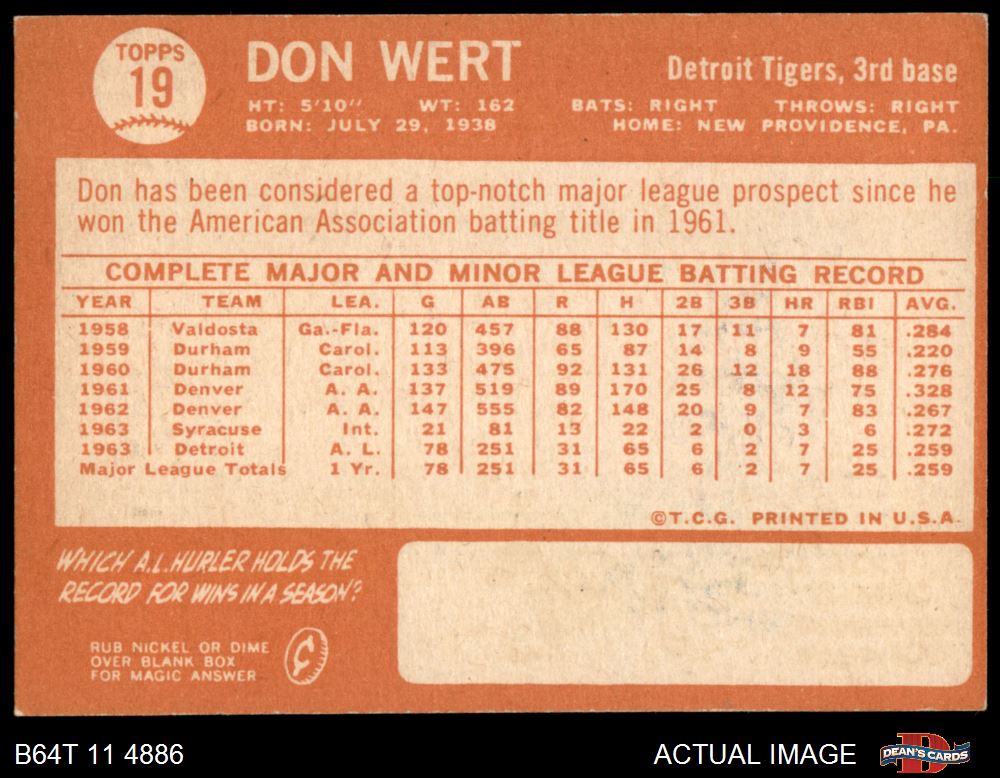 TOPPS
19
DON WERT
Detroit Tigers, 3rd base
HT: 5'10" WT: 162 BATS: RIGHT THROWS: RIGHT
BORN: JULY 29, 1938 HOME: NEW PROVIDENCE, PA.
Don has been considered a top-notch major league prospect since he
won the American Association batting title in 1961.
COMPLETE MAJOR AND MINOR LEAGUE BATTING RECORD
YEAR TEAM LEA. G AB R H 2B 3B HR RBI AVG.
1958 Valdosta Ga.-Fla. 120 457 88 130 17 11 7 81 .284
1959 Durham Carol. 113 396 65 87 14 8 9 55 .220
1960 Durham Carol. 133 475 92 131 26 12 18 88 .276
1961 Denver A. A. 137 519 89 170 25 8 12 75 .328
1962 Denver A. A. 147 555 82 148 20 9 7 83 .267
1963 Syracuse Int. 21 81 13 22 2 0 3 6 .272
1963 Detroit A. L. 78 251 31 65 6 2 7 25 .259
Major League Totals 1 Yr. 78 251 31 65 6 2 7 25 .259
©T.C.G. PRINTED IN U.S.A.
WHICH A.L. HURLER HOLDS THE
RECORD FOR WINS IN A SEASON?
RUB NICKEL OR DIME
OVER BLANK BOX
FOR MAGIC ANSWER
¢
B64T 11 4886
ACTUAL IMAGE
DEAN'S CARDS